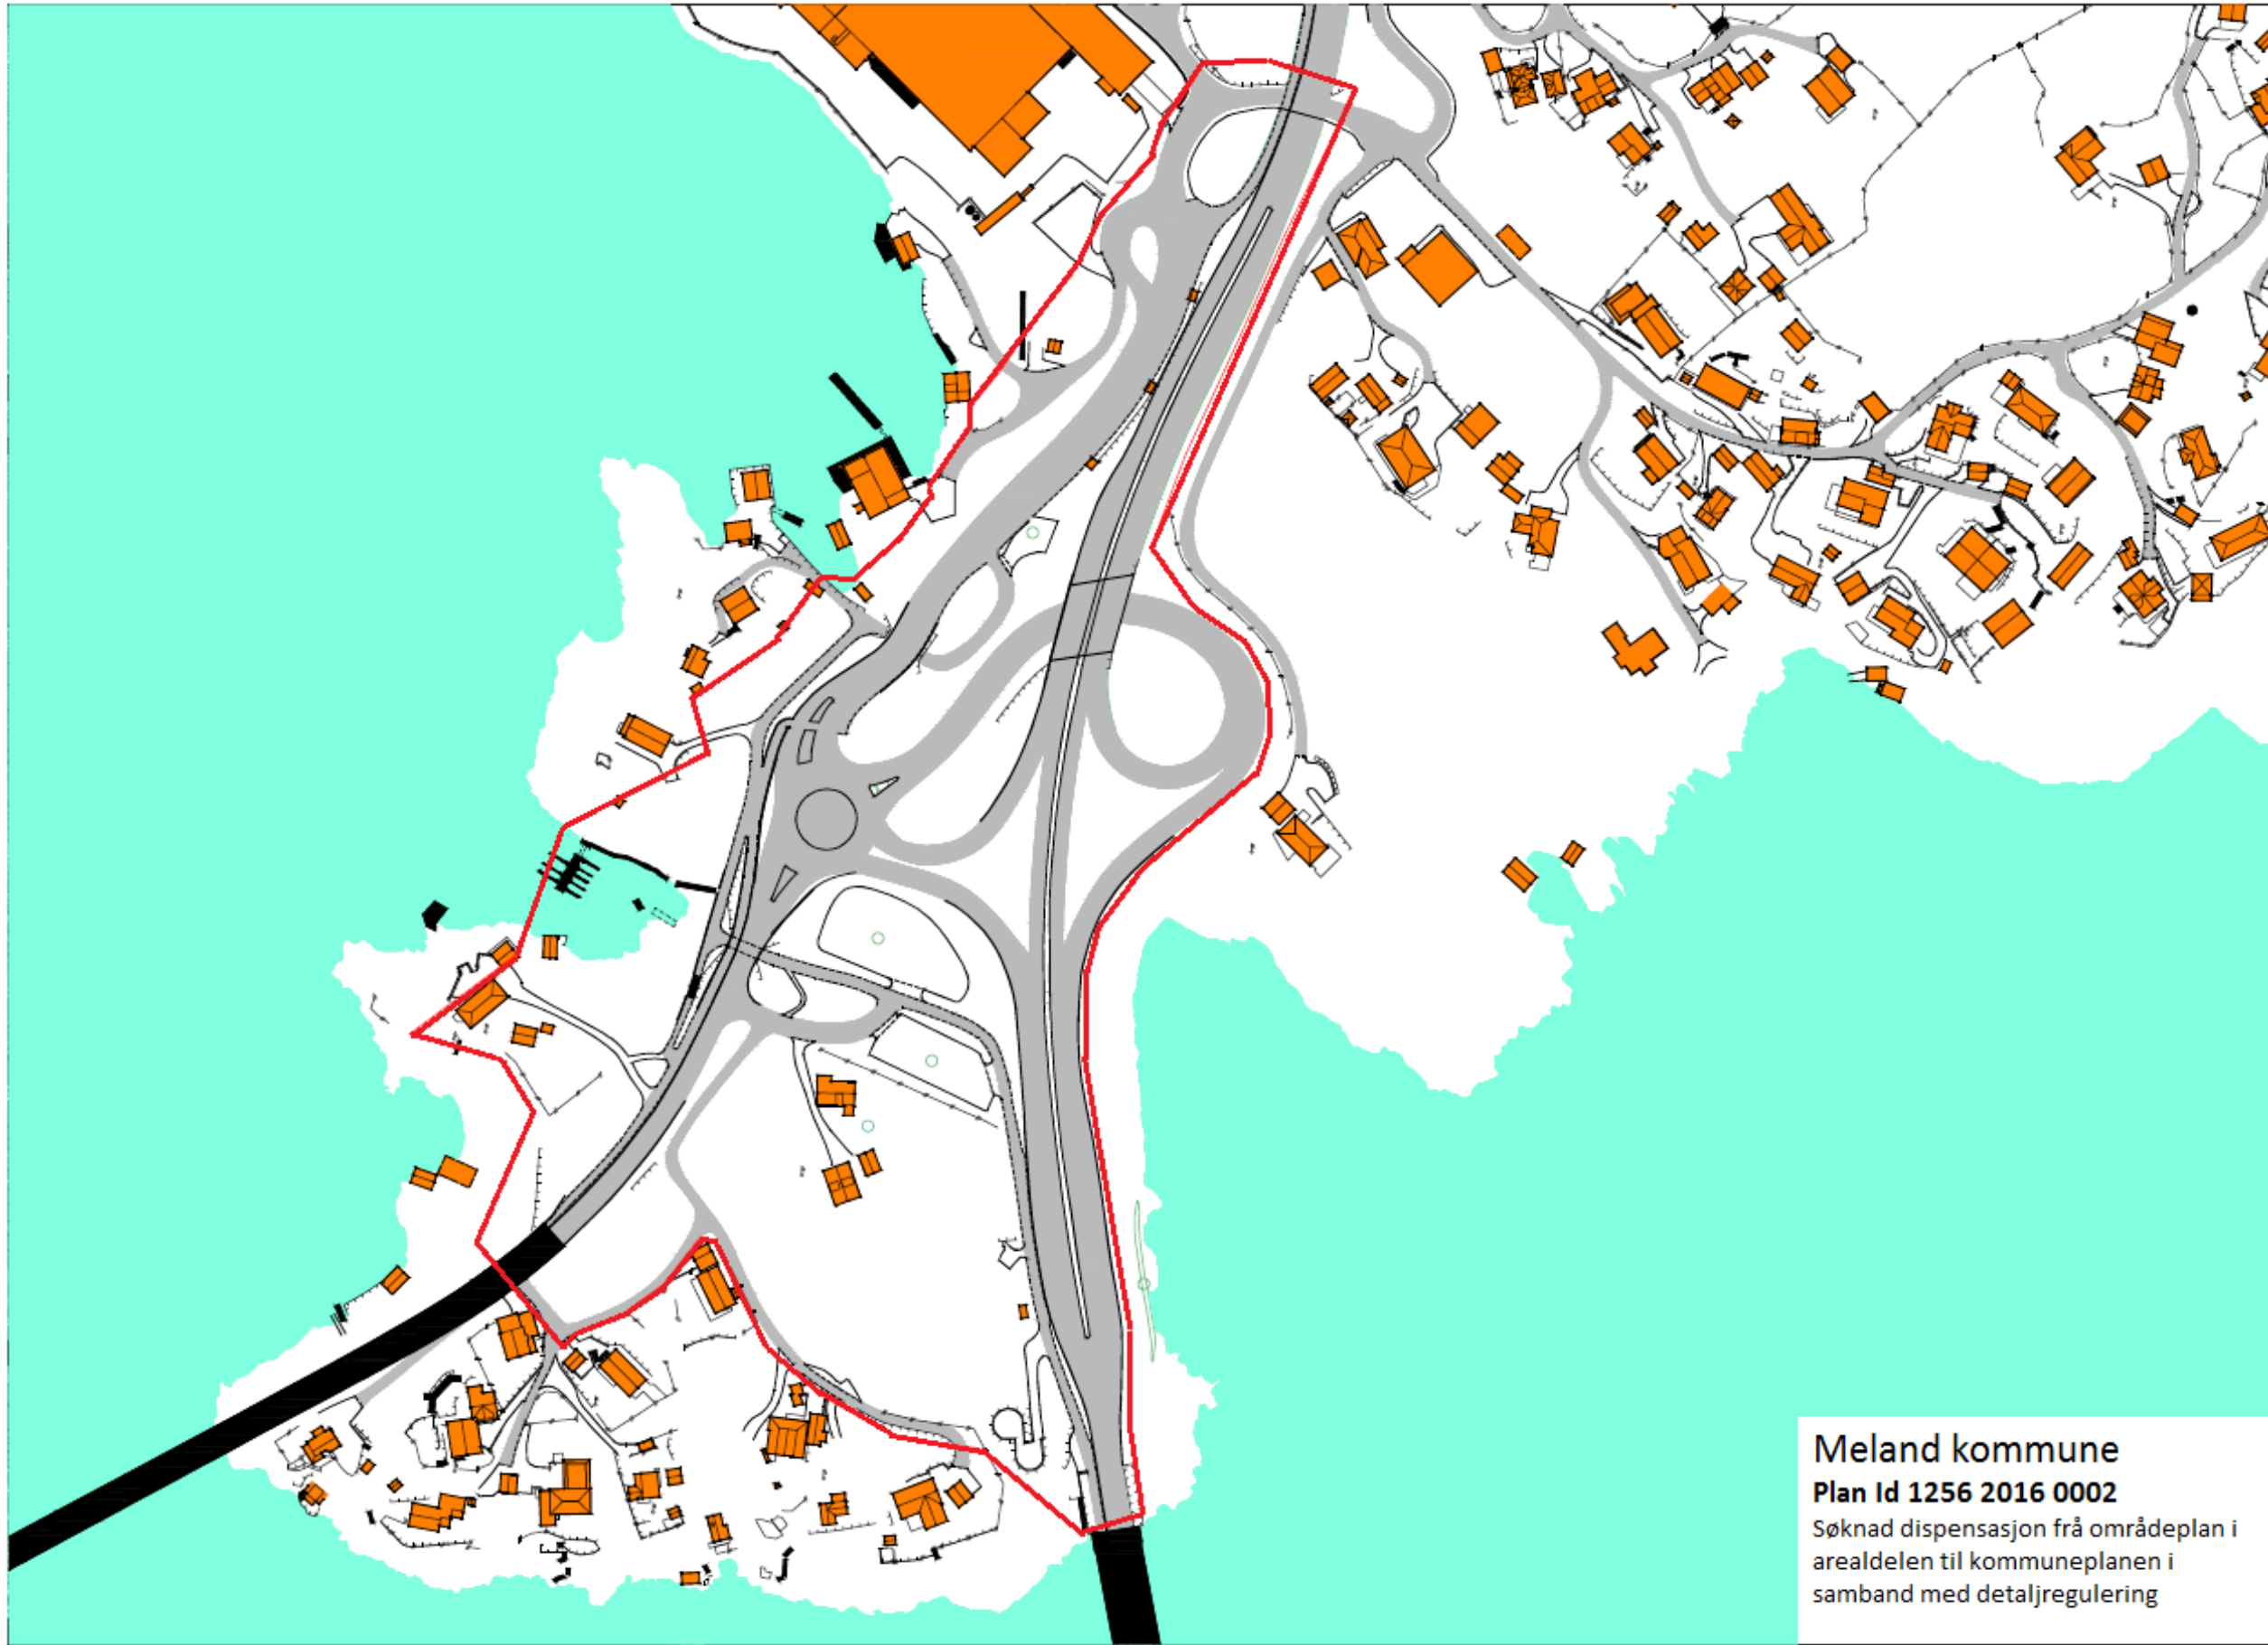 Meland kommune
Plan Id 1256 2016 0002
Søknad dispensasjon frå områdeplan i
arealdelen til kommuneplanen i
samband med detaljregulering